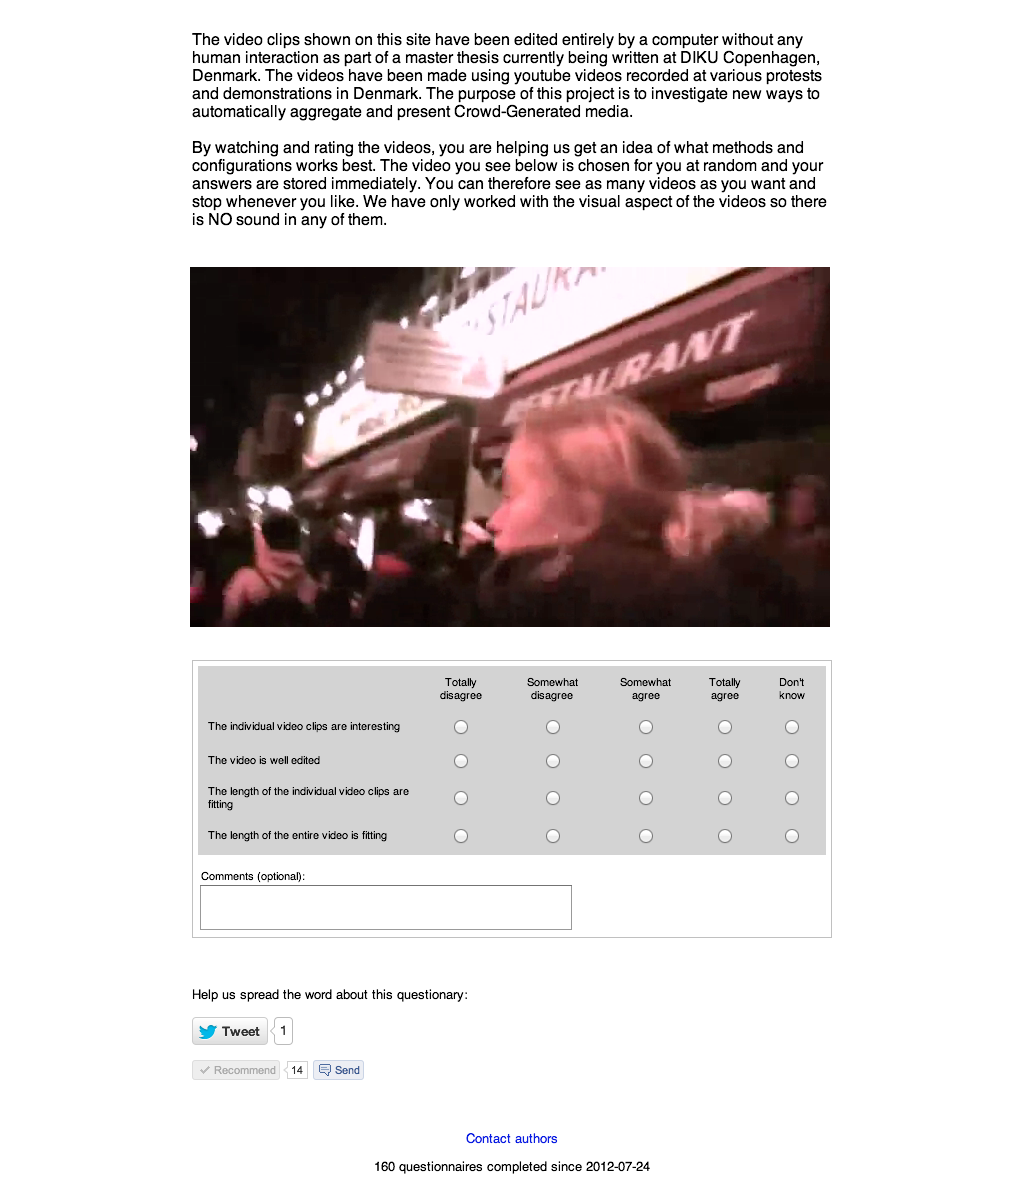 The video clips shown on this site have been edited entirely by a computer without any
human interaction as part of a master thesis currently being written at DIKU Copenhagen,
Denmark. The videos have been made using youtube videos recorded at various protests
and demonstrations in Denmark. The purpose of this project is to investigate new ways to
automatically aggregate and present Crowd-Generated media.
By watching and rating the videos, you are helping us get an idea of what methods and
configurations works best. The video you see below is chosen for you at random and your
answers are stored immediately. You can therefore see as many videos as you want and
stop whenever you like. We have only worked with the visual aspect of the videos so there
is NO sound in any of them.
RESTAURANT
Totally disagree
Somewhat disagree
Somewhat agree
Totally agree
Don't know
The individual video clips are interesting
The video is well edited
The length of the individual video clips are
fitting
The length of the entire video is fitting
Comments (optional):
Help us spread the word about this questionary:
Tweet 1
Recommend 14 Send
Contact authors
160 questionnaires completed since 2012-07-24